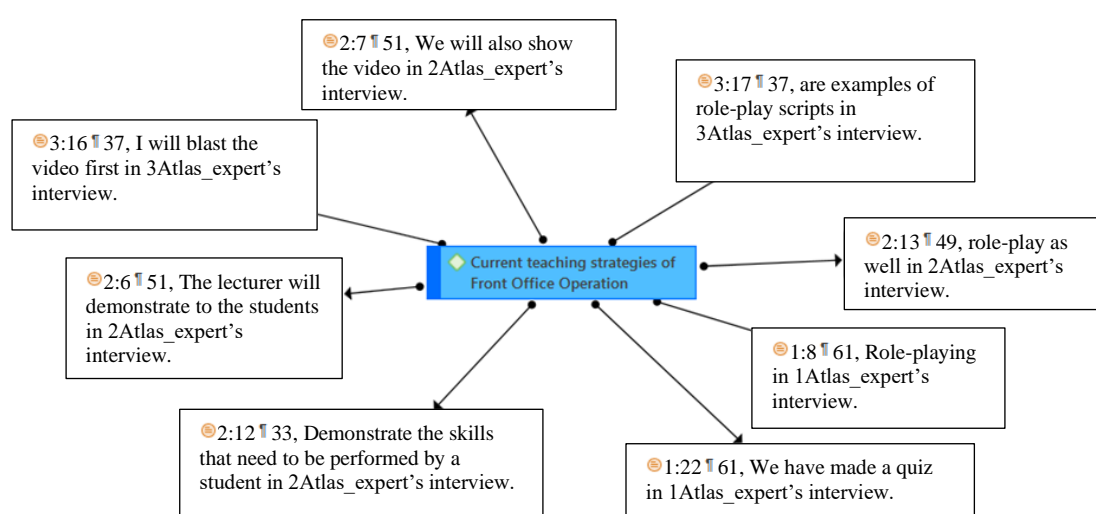 2:7 ¶ 51, We will also show
the video in 2Atlas_expert's
interview.
3:17 ¶ 37, are examples of
role-play scripts in
3Atlas_expert's interview.
3:16 ¶ 37, I will blast the
video first in 3Atlas_expert's
interview.
2:13 ¶ 49, role-play as
well in 2Atlas_expert's
interview.
Current teaching strategies of
Front Office Operation
2:6 ¶ 51, The lecturer will
demonstrate to the students
in 2Atlas_expert's
interview.
1:8 ¶ 61, Role-playing
in 1Atlas_expert's
interview.
2:12 ¶ 33, Demonstrate the skills
that need to be performed by a
student in 2Atlas_expert's interview.
1:22 ¶ 61, We have made a quiz
in 1Atlas_expert's interview.